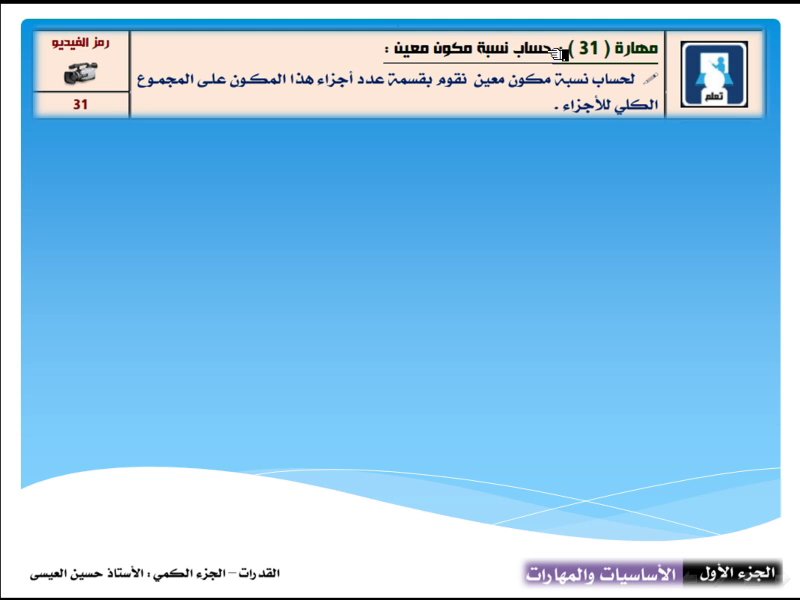 مهارة ( 31 ) : حساب نسبة مكون معين :
لحساب نسبة مكون معين نقوم بقسمة عدد أجزاء هذا المكون على المجموع
الكلي للأجزاء .
تعلم
رمز الفيديو
31
الجزء الأول الأساسيات والمهارات
القدرات – الجزء الكمي : الأستاذ حسين العيسى